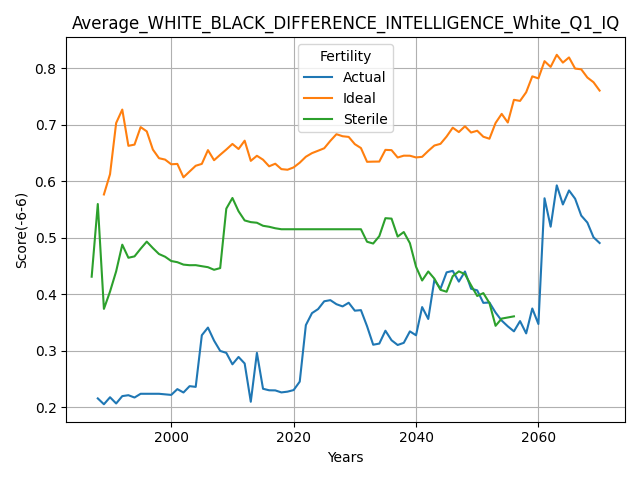 Average_WHITE_BLACK_DIFFERENCE_INTELLIGENCE_White_Q1_IQ
Fertility
Actual
Ideal
Sterile
Score(-6-6)
0.8
0.7
0.6
0.5
0.4
0.3
0.2
2000
2020
2040
2060
Years